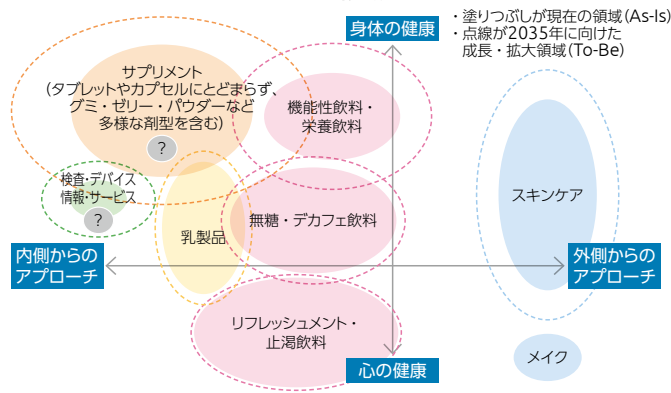 ・塗りつぶしが現在の領域(As-Is)
・点線が2035年に向けた
成長・拡大領域(To-Be)
身体の健康
サプリメント
(タブレットやカプセルにとどまらず、
グミ・ゼリー・パウダーなど
多様な剤型を含む)
?
機能性飲料・
栄養飲料
検査・デバイス
情報・サービス
?
乳製品
無糖・デカフェ飲料
スキンケア
内側からの
アプローチ
外側からの
アプローチ
リフレッシュメント・
止渇飲料
心の健康
メイク